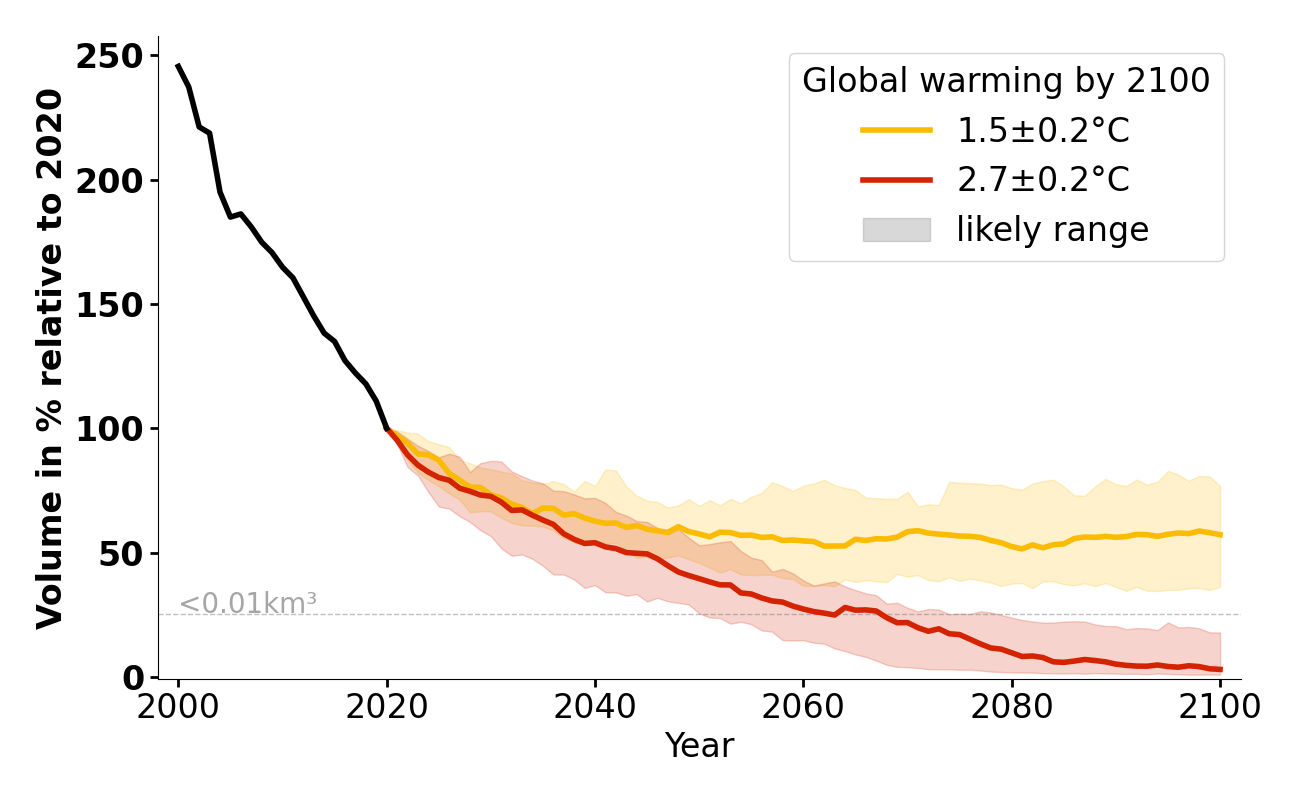 250
200
150
100
50
0
Volume in % relative to 2020
Global warming by 2100
1.5±0.2°C
2.7±0.2°C
likely range
<0.01km³
2000 2020 2040 2060 2080 2100
Year